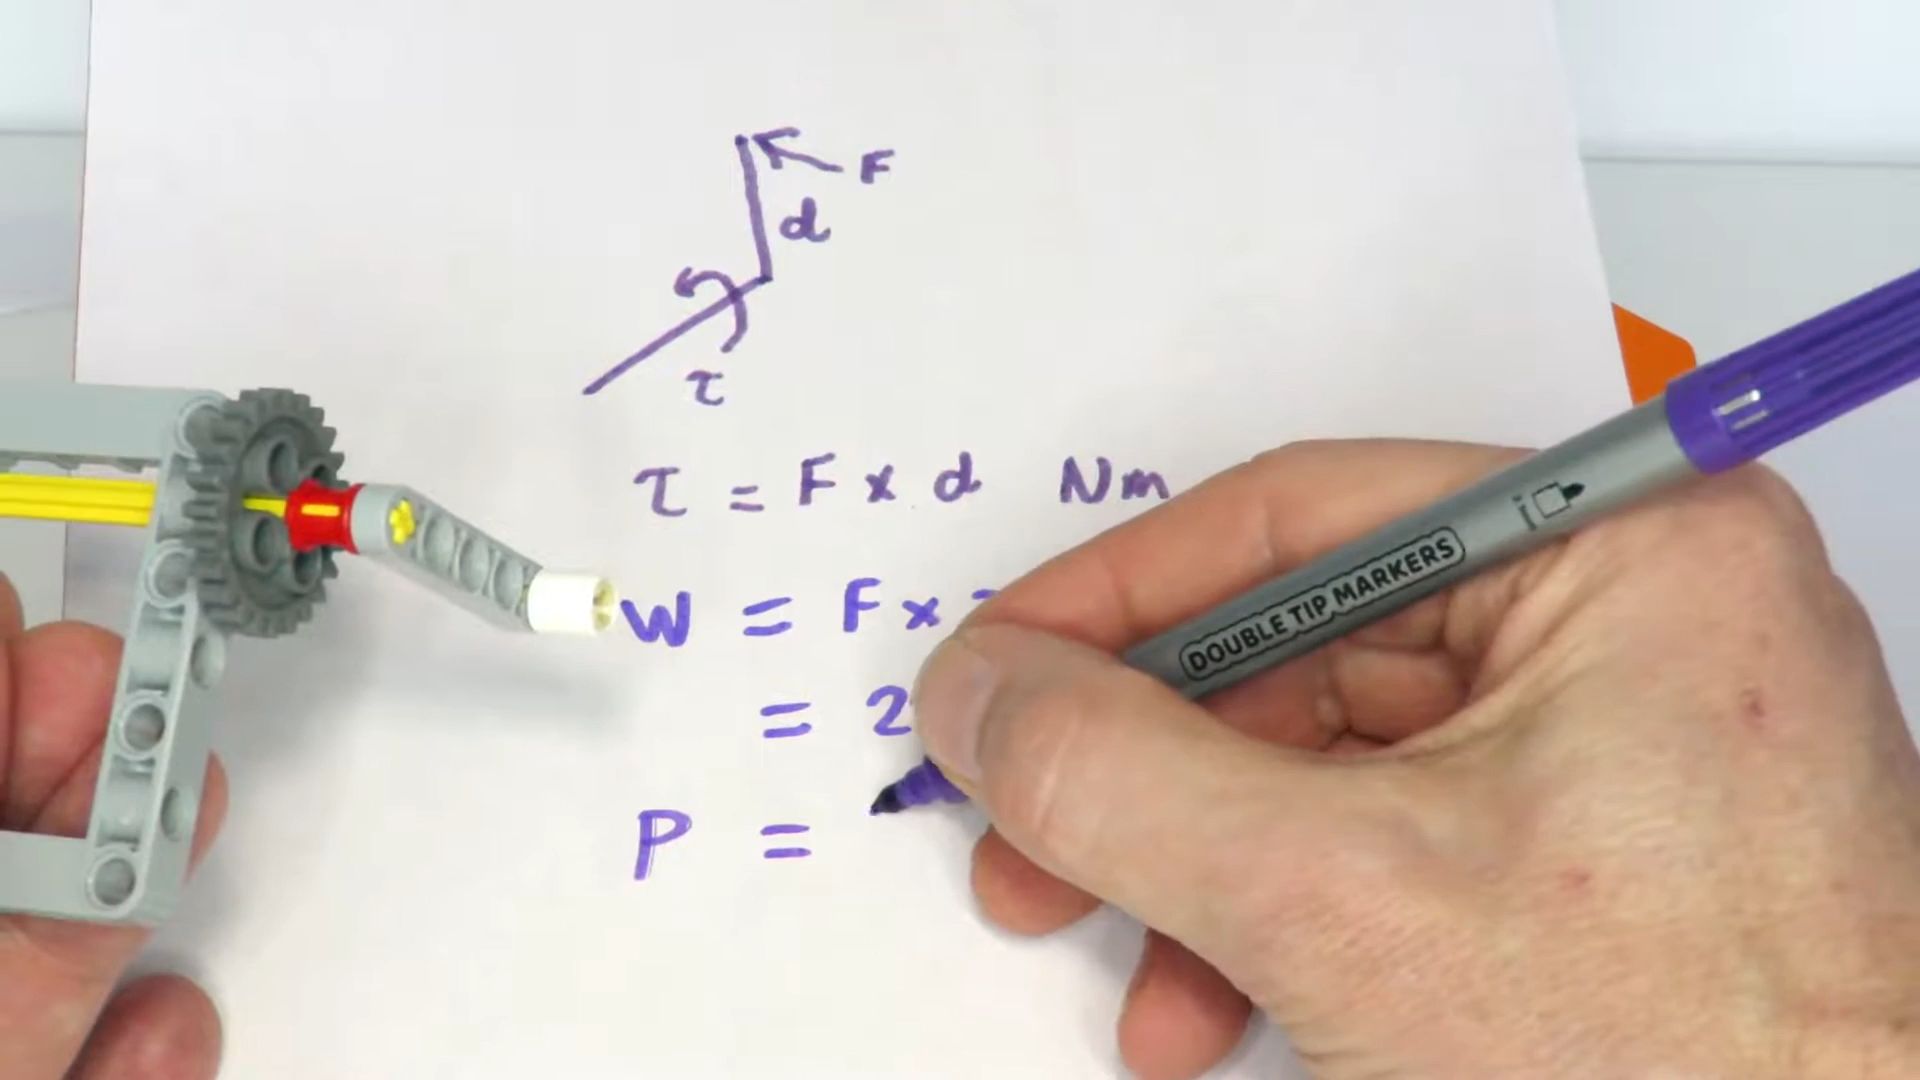 F
d
τ
τ = F x d Nm
W = F x
= 2
P =
DOUBLE TIP MARKERS